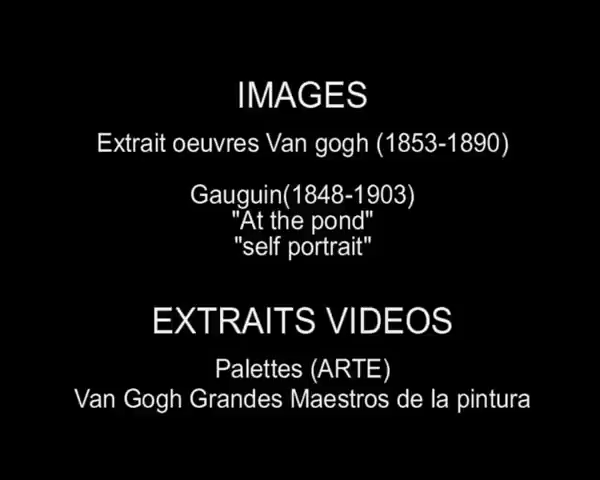 IMAGES
Extrait oeuvres Van gogh (1853-1890)
Gauguin(1848-1903)
"At the pond"
"self portrait"
EXTRAITS VIDEOS
Palettes (ARTE)
Van Gogh Grandes Maestros de la pintura